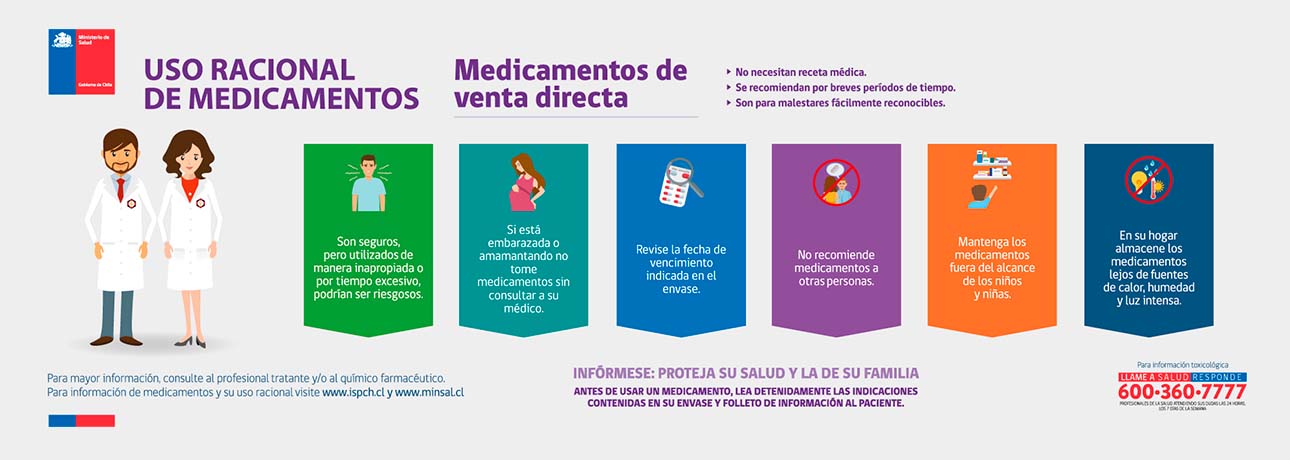 Ministerio de
Salud
Gobierno de Chile
USO RACIONAL
DE MEDICAMENTOS
Medicamentos de
venta directa
No necesitan receta médica.
Se recomiendan por breves períodos de tiempo.
Son para malestares fácilmente reconocibles.
Son seguros,
pero utilizados de
manera inapropiada o
por tiempo excesivo,
podrían ser riesgosos.
Si está
embarazada o
amamantando no
tome
medicamentos sin
consultar a su
médico.
Revise la fecha de
vencimiento
indicada en el
envase.
No recomiende
medicamentos a
otras personas.
Mantenga los
medicamentos
fuera del alcance
de los niños
y niñas.
En su hogar
almacene los
medicamentos
lejos de fuentes
de calor, humedad
y luz intensa.
Para mayor información, consulte al profesional tratante y/o al químico farmacéutico.
Para información de medicamentos y su uso racional visite www.ispch.cl y www.minsal.cl
INFÓRMESE: PROTEJA SU SALUD Y LA DE SU FAMILIA
ANTES DE USAR UN MEDICAMENTO, LEA DETENIDAMENTE LAS INDICACIONES
CONTENIDAS EN SU ENVASE Y FOLLETO DE INFORMACIÓN AL PACIENTE.
Para información toxicológica
LLAME A SALUD RESPONDE
600•360•7777
PROFESIONALES DE LA SALUD ATENDIENDO SUS DUDAS LAS 24 HORAS,
LOS 7 DÍAS DE LA SEMANA